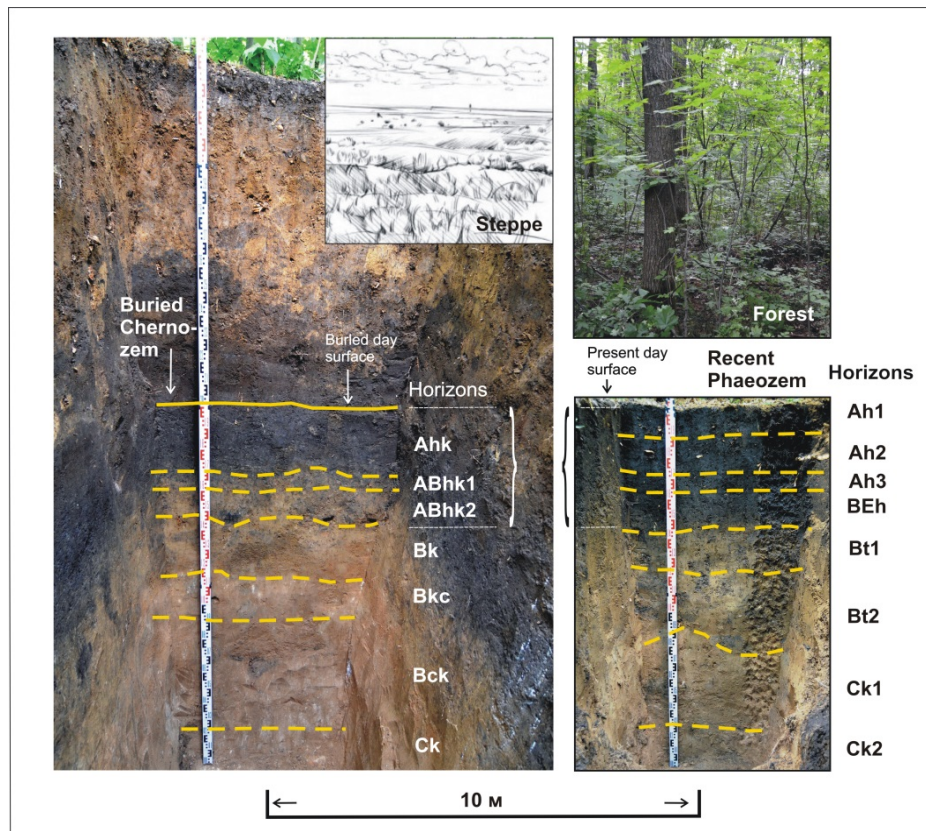 Steppe
Forest
Buried
Cherno-
zem
Buried day
surface
Horizons
Ahk
ABhk1
ABhk2
Bk
Bkc
Bck
Ck
Present day
surface
Recent
Phaeozem
Horizons
Ah1
Ah2
Ah3
BEh
Bt1
Bt2
Ck1
Ck2
10 м